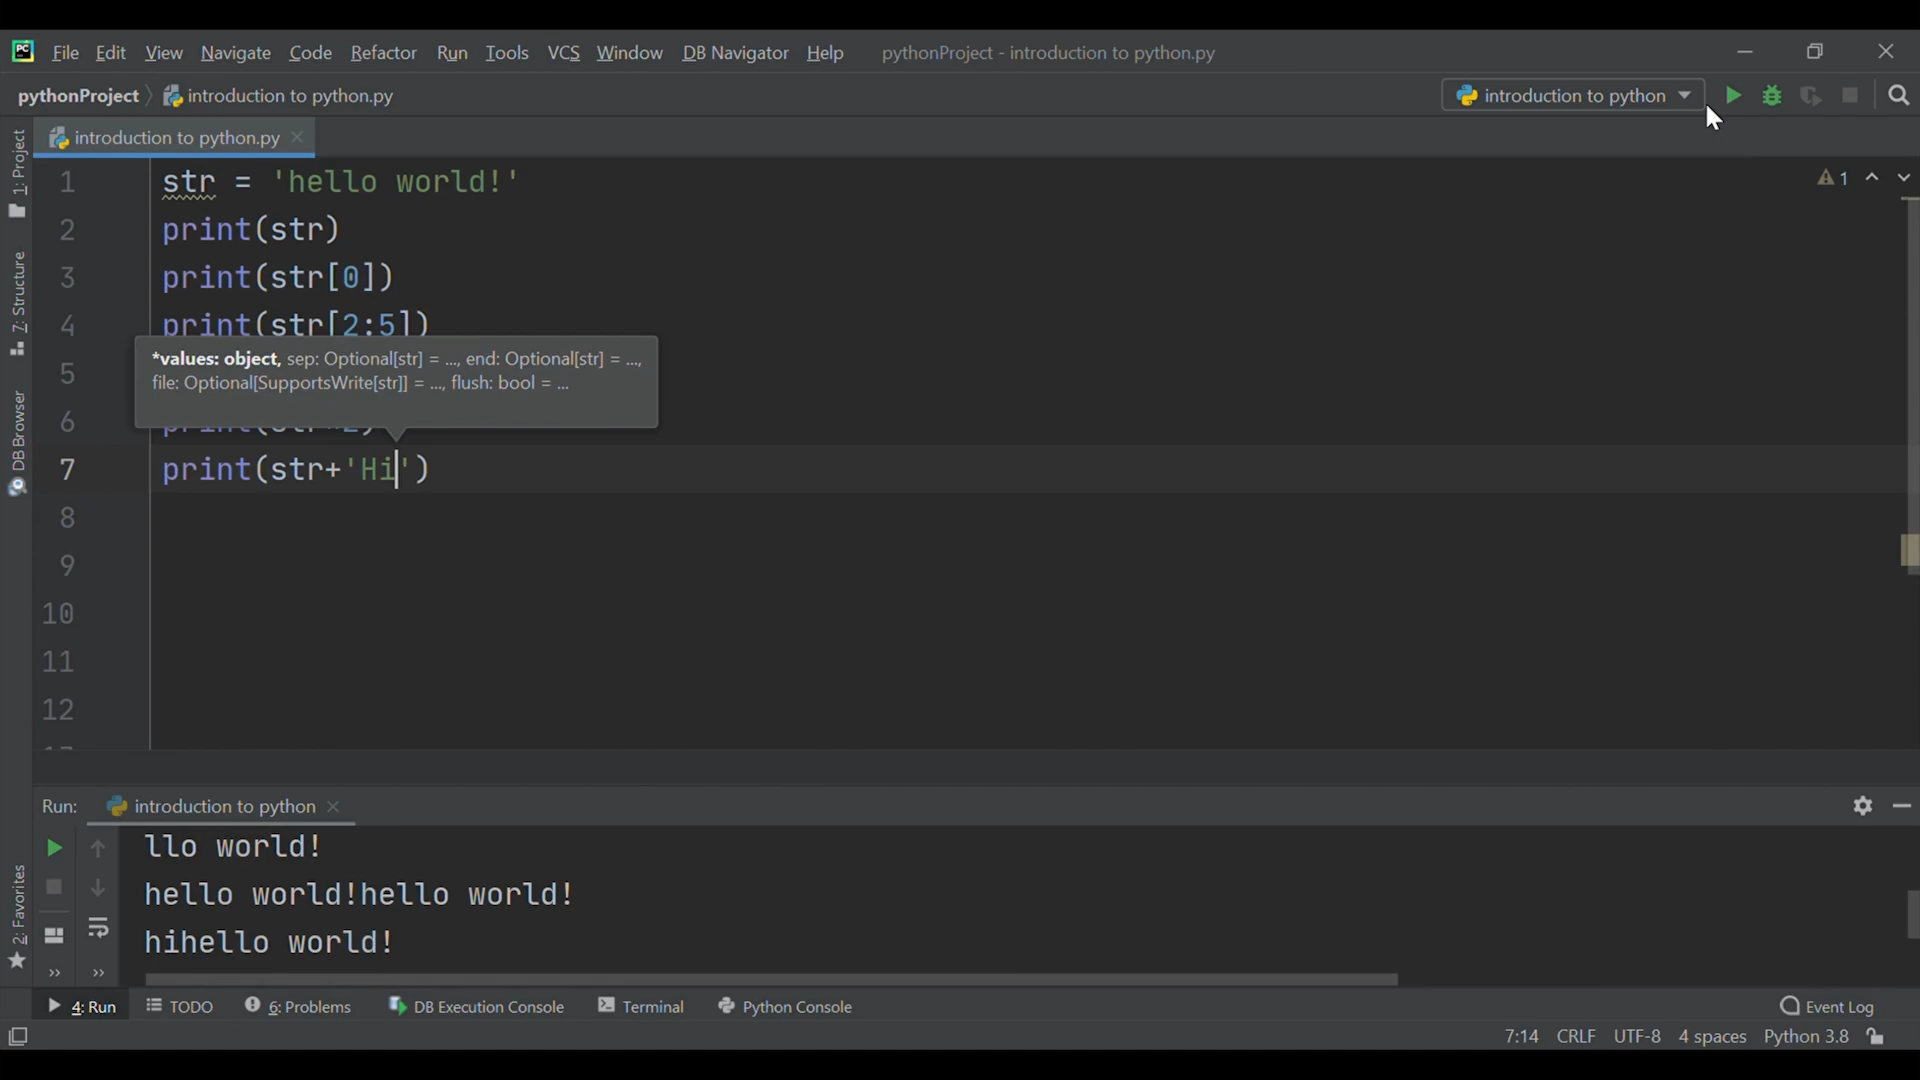 PC File Edit View Navigate Code Refactor Run Tools VCS Window DB Navigator Help pythonProject - introduction to python.py
pythonProject introduction to python.py introduction to python
introduction to python.py
1: Project
7: Structure
DB Browser
2: Favorites
1 str = 'hello world!' 1
2 print(str)
3 print(str[0])
4 print(str[2:5])
*values: object, sep: Optional[str] = ..., end: Optional[str] = ...,
5
file: Optional[SupportsWrite[str]] = ..., flush: bool = ...
6
7 print(str+'Hi')
8
9
10
11
12
Run: introduction to python
llo world!
hello world!hello world!
hihello world!
4: Run TODO 6: Problems DB Execution Console Terminal Python Console Event Log
7:14 CRLF UTF-8 4 spaces Python 3.8